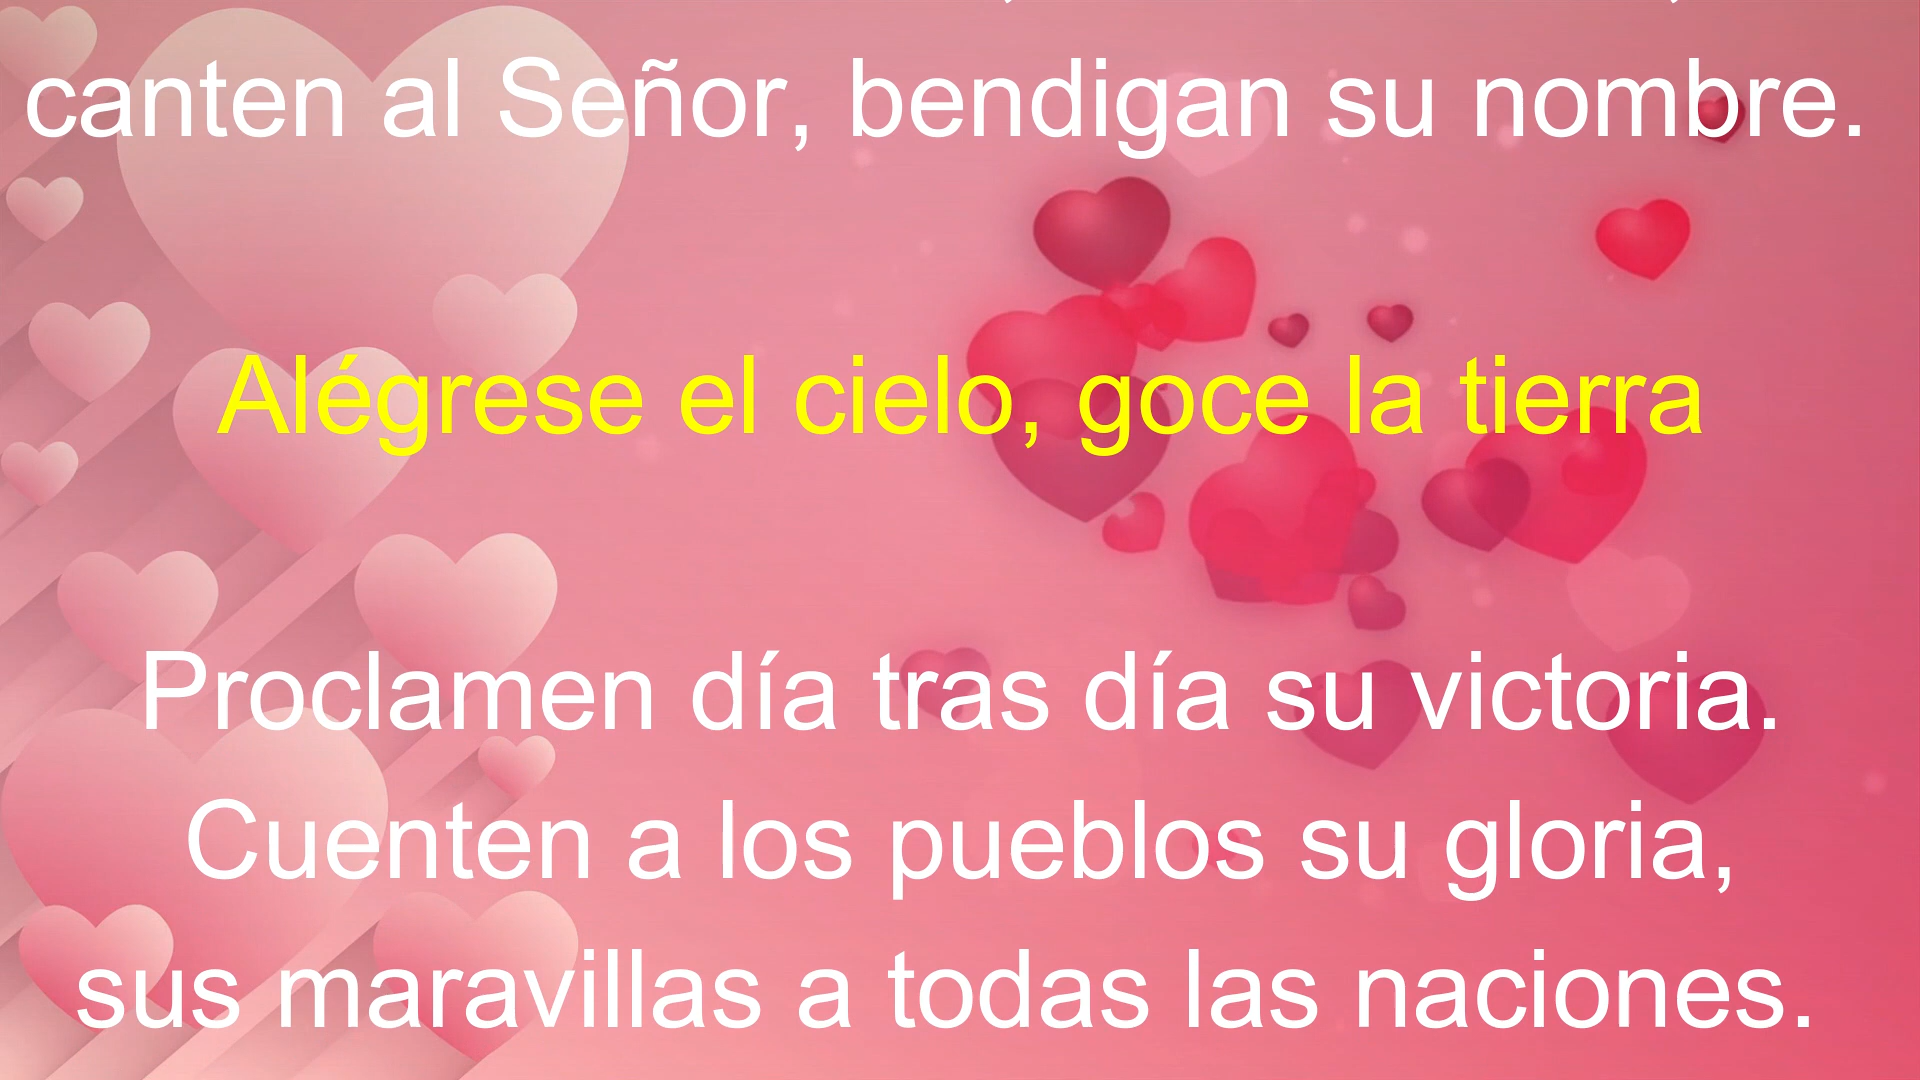 canten al Señor, bendigan su nombre.
Alégrese el cielo, goce la tierra
Proclamen día tras día su victoria.
Cuenten a los pueblos su gloria,
sus maravillas a todas las naciones.